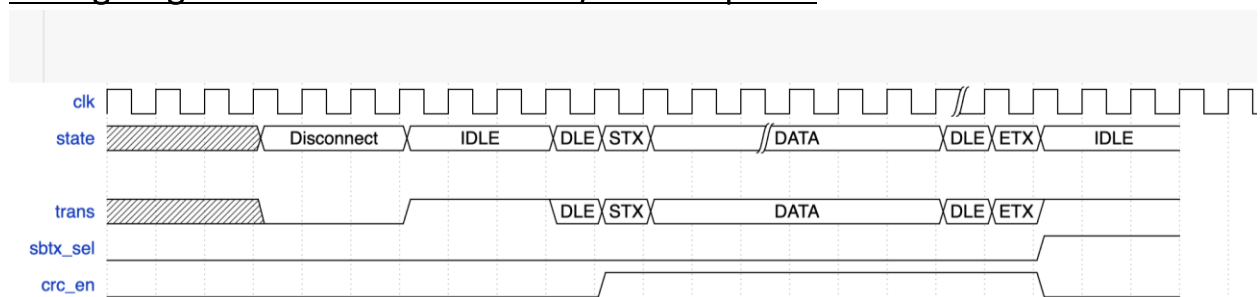 clk
state Disconnect IDLE DLE STX DATA DLE ETX IDLE
trans DLE STX DATA DLE ETX
sbtx_sel
crc_en